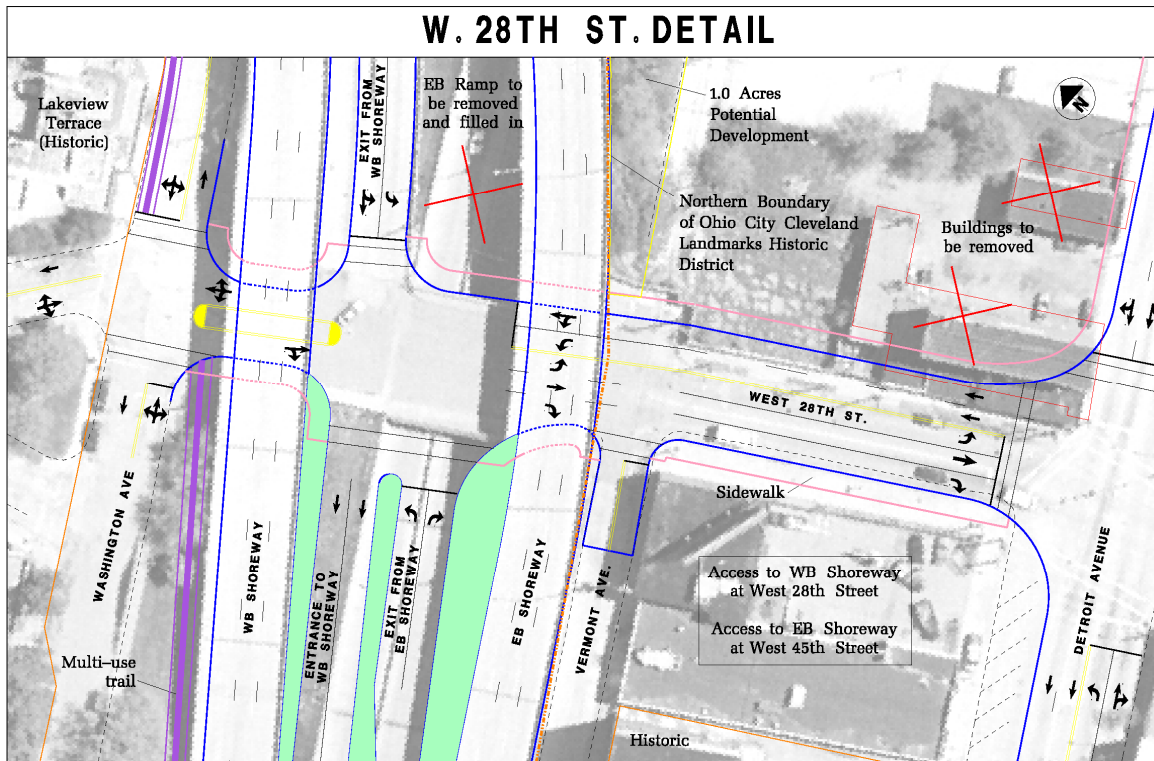 W. 28TH ST. DETAIL
Lakeview
Terrace
(Historic)
EXIT FROM
WB SHOREWAY
EB Ramp to
be removed
and filled in
1.0 Acres
Potential
Development
N
Northern Boundary
of Ohio City Cleveland
Landmarks Historic
District
Buildings to
be removed
WEST 28TH ST.
Sidewalk
WASHINGTON AVE
WB SHOREWAY
ENTRANCE TO
WB SHOREWAY
EXIT FROM
EB SHOREWAY
EB SHOREWAY
VERMONT AVE.
Access to WB Shoreway
at West 28th Street
Access to EB Shoreway
at West 45th Street
DETROIT AVENUE
Multi-use
trail
Historic